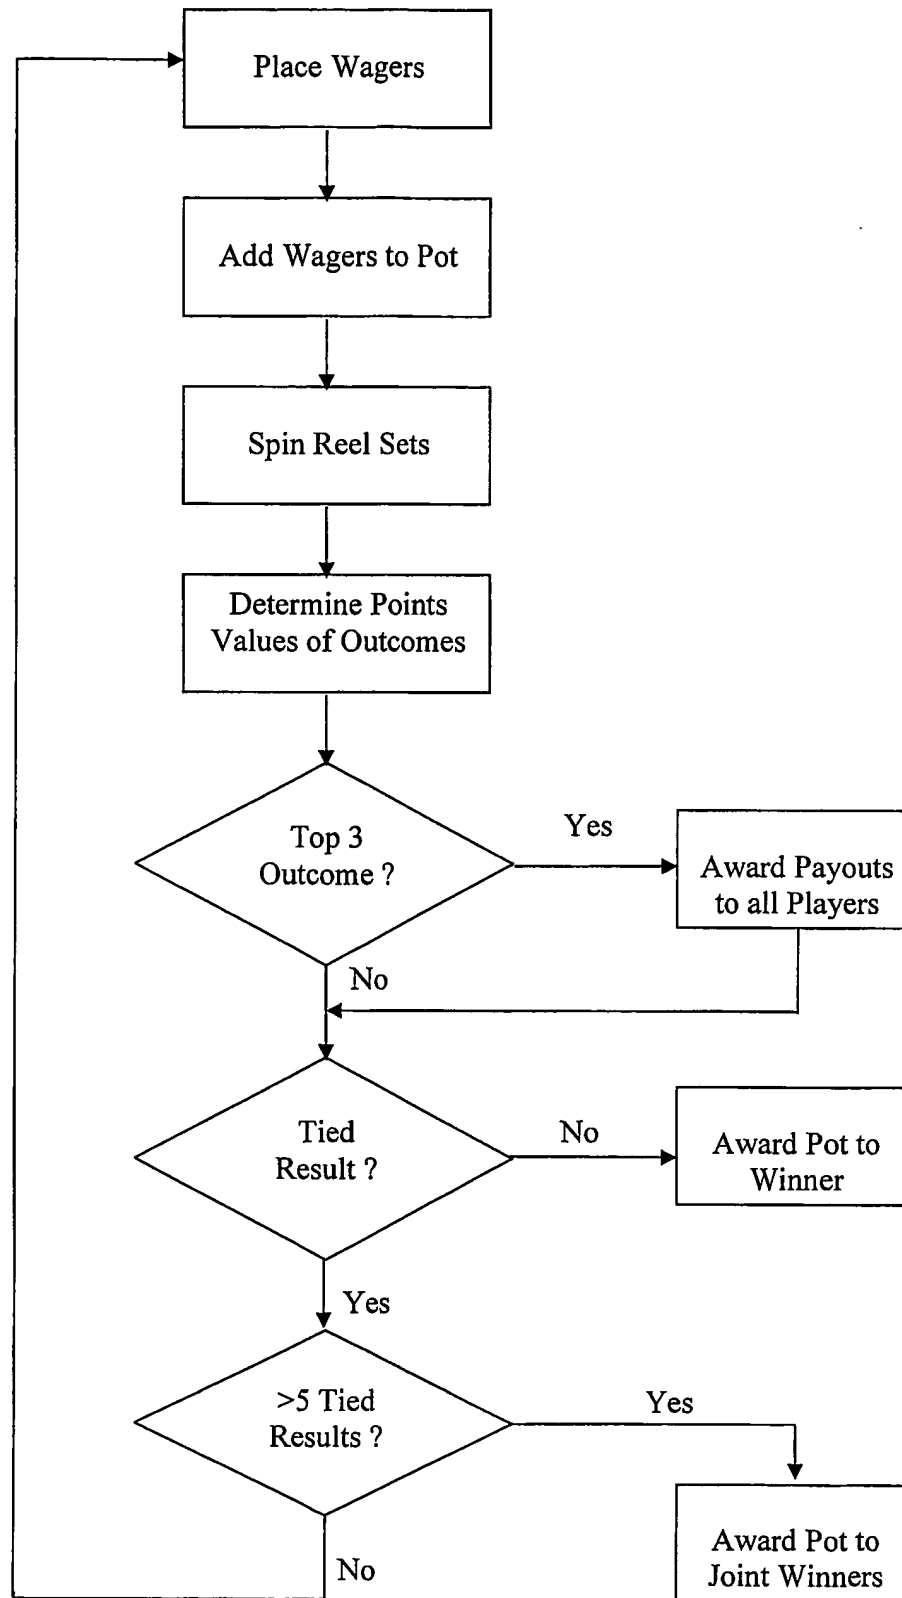 Place Wagers
Add Wagers to Pot
Spin Reel Sets
Determine Points
Values of Outcomes
Top 3
Outcome ?
Yes
Award Payouts
to all Players
No
Tied
Result ?
No
Award Pot to
Winner
Yes
>5 Tied
Results ?
Yes
Award Pot to
Joint Winners
No